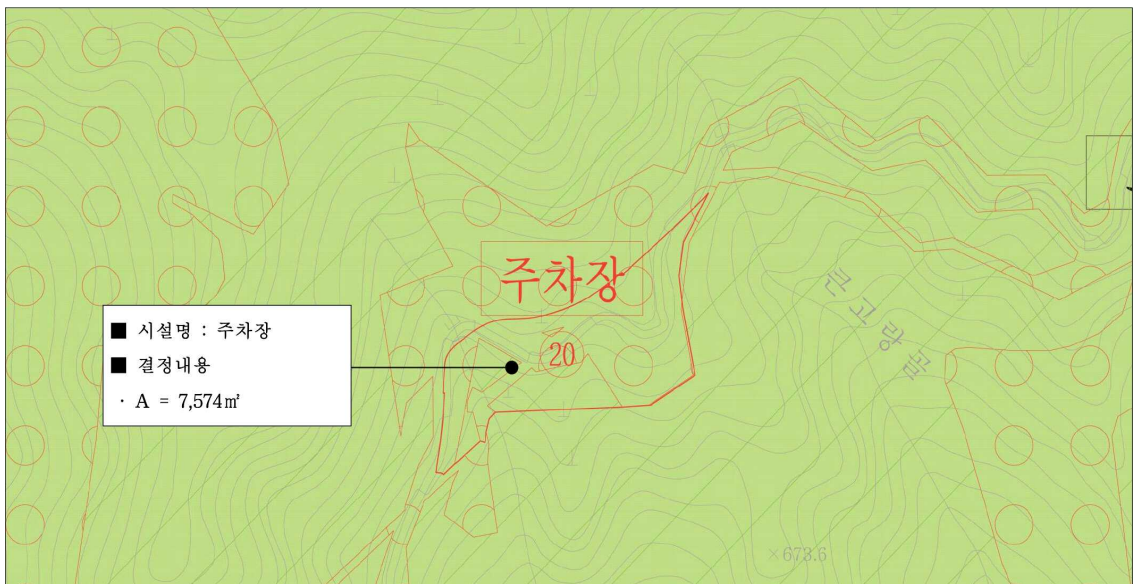 주차장
20
■ 시설명 : 주차장
■ 결정내용
· A = 7,574㎡
큰고랑골
×673.6